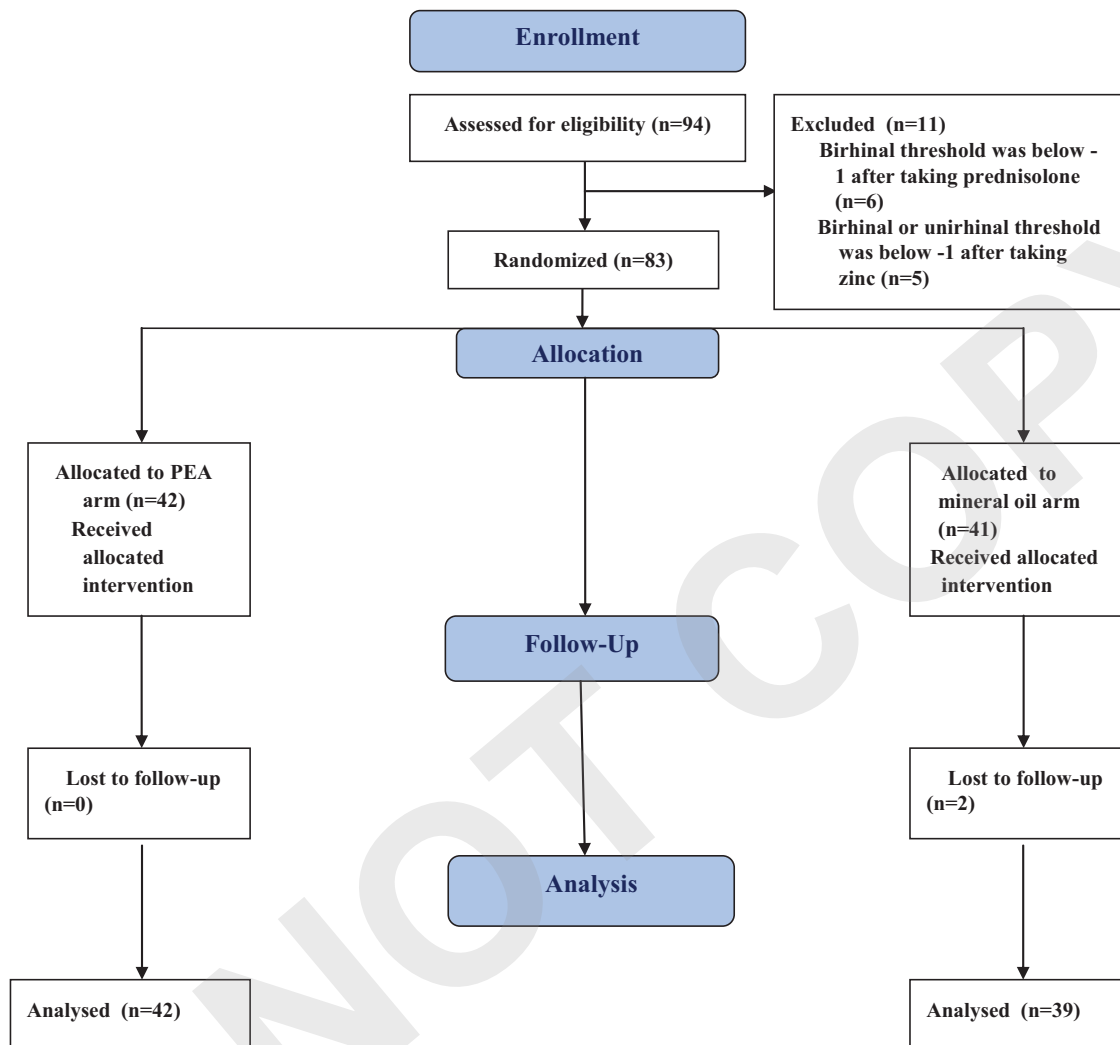 Enrollment
Assessed for eligibility (n=94)
Excluded (n=11)
Birhinal threshold was below -
1 after taking prednisolone
(n=6)
Birhinal or unirhinal threshold
was below -1 after taking
zinc (n=5)
Randomized (n=83)
Allocation
Allocated to PEA
arm (n=42)
Received
allocated
intervention
Allocated to
mineral oil arm
(n=41)
Received allocated
intervention
Follow-Up
Lost to follow-up
(n=0)
Lost to follow-up
(n=2)
Analysis
Analysed (n=42)
Analysed (n=39)
NOT COPY